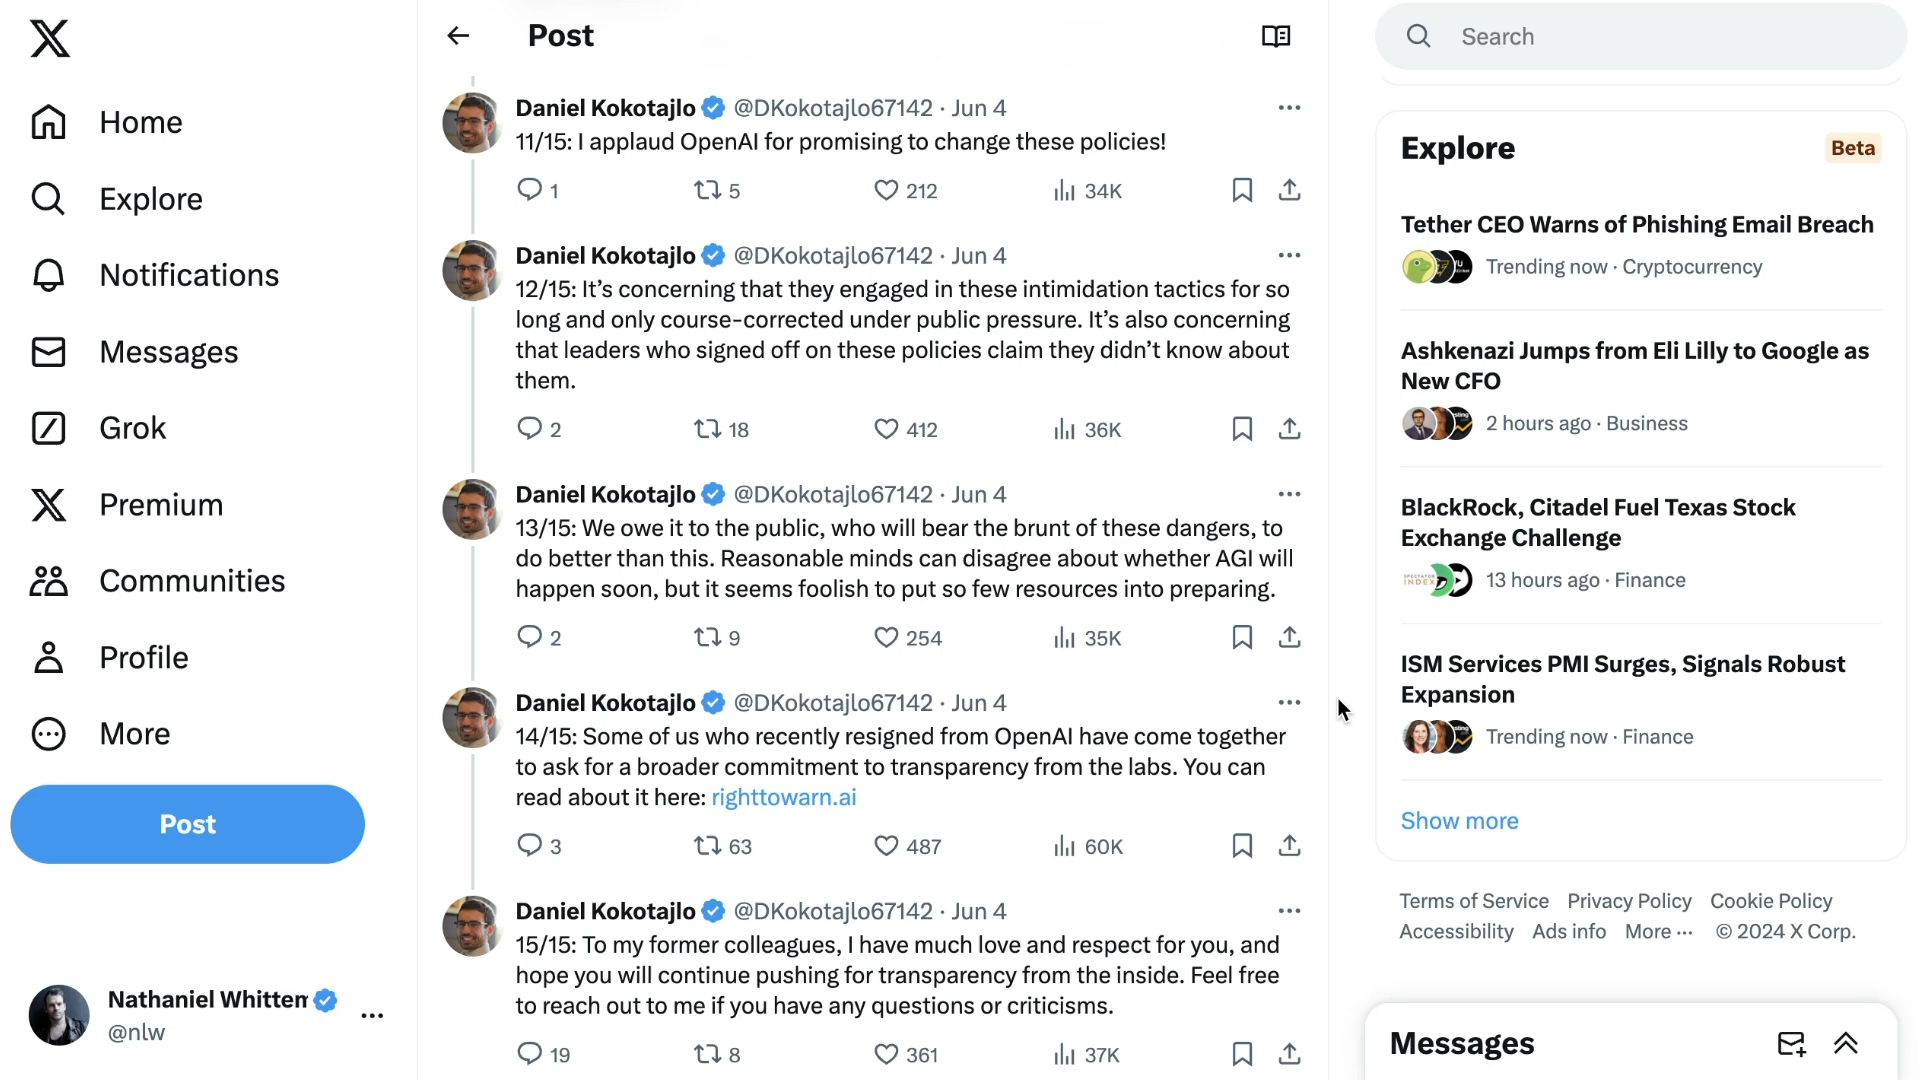 Home
Explore
Notifications
Messages
Grok
Premium
Communities
Profile
More
Post
Nathaniel Whittem
@nlw
Post
Daniel Kokotajlo @DKokotajlo67142 · Jun 4
11/15: I applaud OpenAI for promising to change these policies!
1 5 212 34K
Daniel Kokotajlo @DKokotajlo67142 · Jun 4
12/15: It’s concerning that they engaged in these intimidation tactics for so
long and only course-corrected under public pressure. It’s also concerning
that leaders who signed off on these policies claim they didn’t know about
them.
2 18 412 36K
Daniel Kokotajlo @DKokotajlo67142 · Jun 4
13/15: We owe it to the public, who will bear the brunt of these dangers, to
do better than this. Reasonable minds can disagree about whether AGI will
happen soon, but it seems foolish to put so few resources into preparing.
2 9 254 35K
Daniel Kokotajlo @DKokotajlo67142 · Jun 4
14/15: Some of us who recently resigned from OpenAI have come together
to ask for a broader commitment to transparency from the labs. You can
read about it here: righttowarn.ai
3 63 487 60K
Daniel Kokotajlo @DKokotajlo67142 · Jun 4
15/15: To my former colleagues, I have much love and respect for you, and
hope you will continue pushing for transparency from the inside. Feel free
to reach out to me if you have any questions or criticisms.
19 8 361 37K
Search
Explore Beta
Tether CEO Warns of Phishing Email Breach
Trending now · Cryptocurrency
Ashkenazi Jumps from Eli Lilly to Google as
New CFO
2 hours ago · Business
BlackRock, Citadel Fuel Texas Stock
Exchange Challenge
13 hours ago · Finance
ISM Services PMI Surges, Signals Robust
Expansion
Trending now · Finance
Show more
Terms of Service Privacy Policy Cookie Policy
Accessibility Ads info More ··· © 2024 X Corp.
Messages